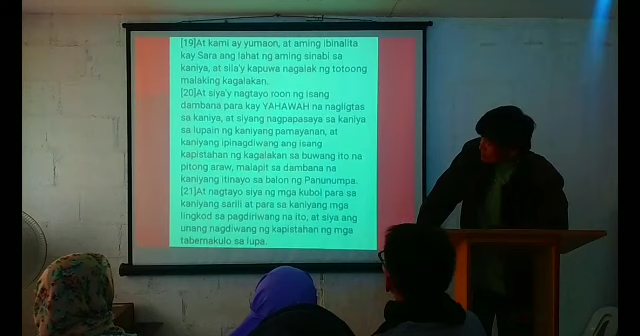 [19]At kami ay yumaon, at aming ibinalita
kay Sara ang lahat ng aming sinabi sa
kaniya, at sila'y kapuwa nagalak ng totoong
malaking kagalakan.
[20]At siya'y nagtayo roon ng isang
dambana para kay YAHAWAH na nagligtas
sa kaniya, at siyang nagpapasaya sa kaniya
sa lupain ng kaniyang pamayanan, at
kaniyang ipinagdiwang ang isang
kapistahan ng kagalakan sa buwang ito na
pitong araw, malapit sa dambana na
kaniyang itinayo sa balon ng Panunumpa.
[21]At nagtayo siya ng mga kubol para sa
kaniyang sarili at para sa kaniyang mga
lingkod sa pagdiriwang na ito, at siya ang
unang nagdiwang ng kapistahan ng mga
tabernakulo sa lupa.